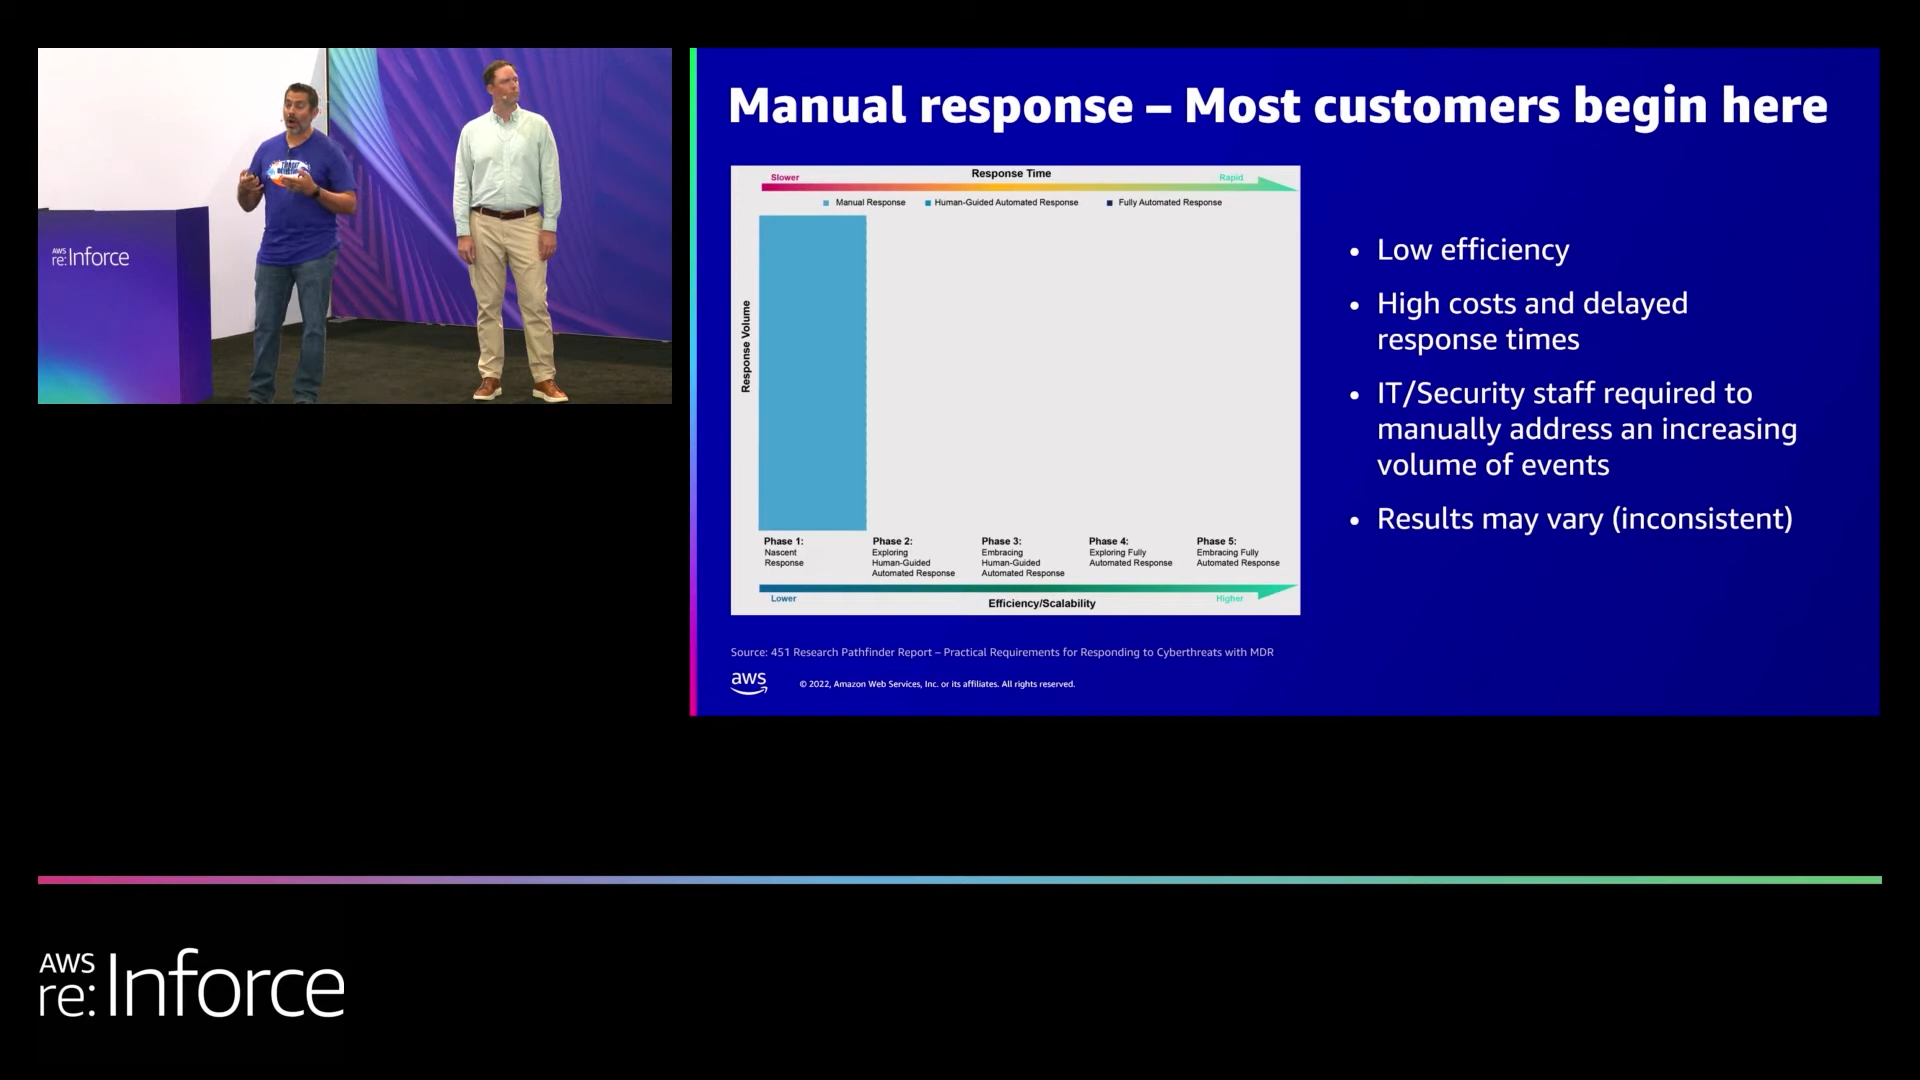 AWS
re:Inforce
Manual response – Most customers begin here
Response Time
Slower
Rapid
Manual Response
Human-Guided Automated Response
Fully Automated Response
Response Volume
Phase 1:
Nascent
Response
Phase 2:
Exploring
Human-Guided
Automated Response
Phase 3:
Embracing
Human-Guided
Automated Response
Phase 4:
Exploring Fully
Automated Response
Phase 5:
Embracing Fully
Automated Response
Lower
Higher
Efficiency/Scalability
• Low efficiency
• High costs and delayed
response times
• IT/Security staff required to
manually address an increasing
volume of events
• Results may vary (inconsistent)
Source: 451 Research Pathfinder Report – Practical Requirements for Responding to Cyberthreats with MDR
aws
© 2022, Amazon Web Services, Inc. or its affiliates. All rights reserved.
AWS
re:Inforce